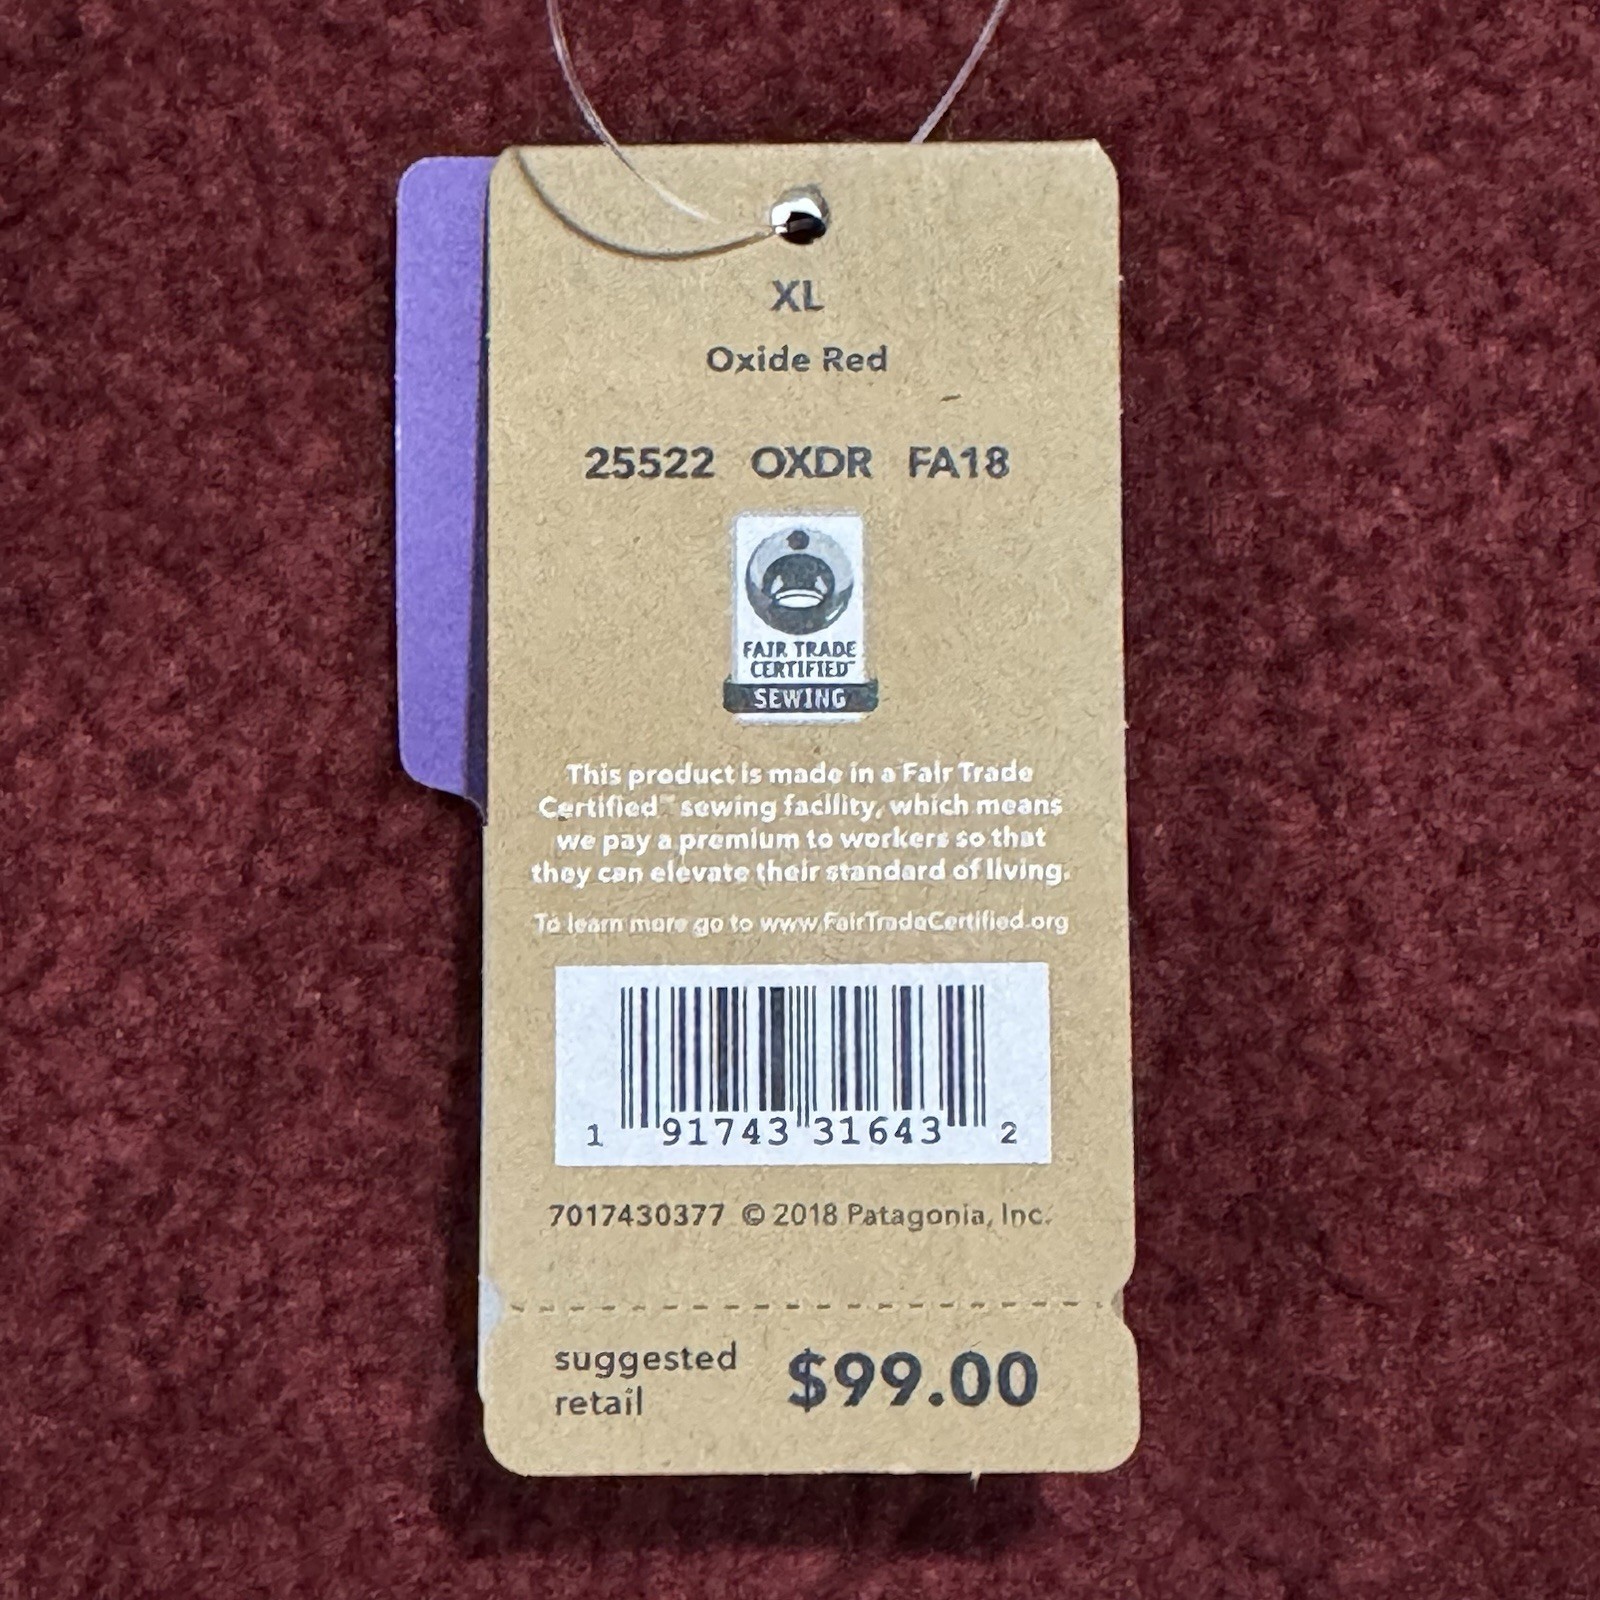 XL
Oxide Red
25522 OXDR FA18
FAIR TRADE
CERTIFIED™
SEWING
This product is made in a Fair Trade
Certified™ sewing facility, which means
we pay a premium to workers so that
they can elevate their standard of living.
To learn more go to www.FairTradeCertified.org
1 91743 31643 2
7017430377 © 2018 Patagonia, Inc.
suggested
retail
$99.00